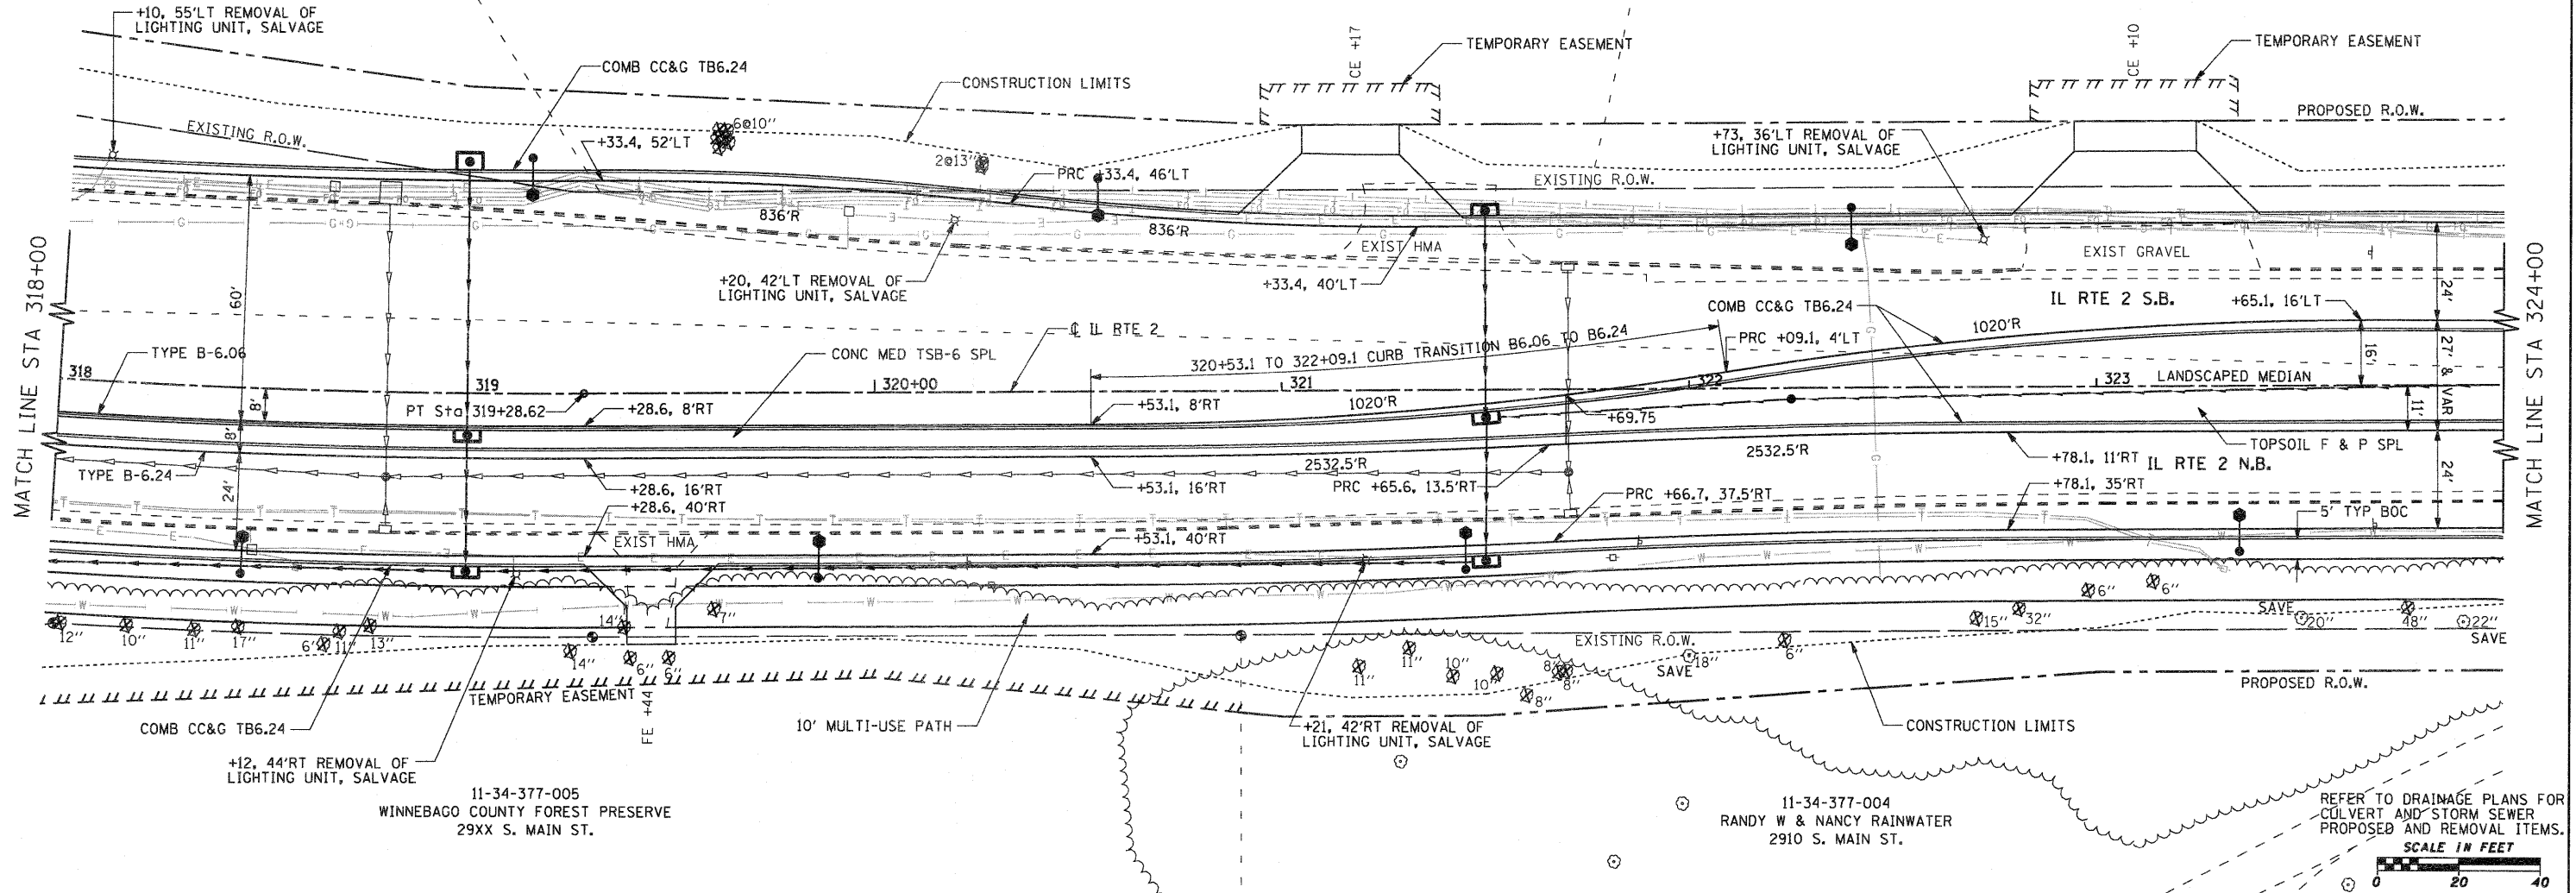 +10, 55'LT REMOVAL OF
LIGHTING UNIT, SALVAGE
COMB CC&G TB6.24
CONSTRUCTION LIMITS
CE +17
TEMPORARY EASEMENT
CE +10
TEMPORARY EASEMENT
EXISTING R.O.W.
+33.4, 52'LT
6@10"
2@13"
PRC +33.4, 46'LT
+73, 36'LT REMOVAL OF
LIGHTING UNIT, SALVAGE
PROPOSED R.O.W.
EXISTING R.O.W.
836'R
836'R
EXIST HMA
EXIST GRAVEL
+20, 42'LT REMOVAL OF
LIGHTING UNIT, SALVAGE
+33.4, 40'LT
COMB CC&G TB6.24
IL RTE 2 S.B.
+65.1, 16'LT
24'
60'
MATCH LINE STA 318+00
MATCH LINE STA 324+00
℄ IL RTE 2
1020'R
TYPE B-6.06
CONC MED TSB-6 SPL
320+53.1 TO 322+09.1 CURB TRANSITION B6.06 TO B6.24
PRC +09.1, 4'LT
16'
27' & VAR
318
319
320+00
321
322
323
LANDSCAPED MEDIAN
8'
PT Sta 319+28.62
+28.6, 8'RT
+53.1, 8'RT
1020'R
+69.75
11'
8'
TOPSOIL F & P SPL
TYPE B-6.24
2532.5'R
2532.5'R
+78.1, 11'RT
IL RTE 2 N.B.
24'
24'
+28.6, 16'RT
+53.1, 16'RT
PRC +65.6, 13.5'RT
PRC +66.7, 37.5'RT
+78.1, 35'RT
+28.6, 40'RT
5' TYP BOC
EXIST HMA
+53.1, 40'RT
12"
10"
11"
17"
6"
11"
13"
14"
7"
14"
6"
6"
11"
11"
10"
10"
8"
8"
8"
18"
SAVE
6"
15"
32"
6"
6"
SAVE
20"
48"
22"
SAVE
EXISTING R.O.W.
TEMPORARY EASEMENT
PROPOSED R.O.W.
COMB CC&G TB6.24
FE +44
10' MULTI-USE PATH
+21, 42'RT REMOVAL OF
LIGHTING UNIT, SALVAGE
CONSTRUCTION LIMITS
+12, 44'RT REMOVAL OF
LIGHTING UNIT, SALVAGE
11-34-377-005
WINNEBAGO COUNTY FOREST PRESERVE
29XX S. MAIN ST.
11-34-377-004
RANDY W & NANCY RAINWATER
2910 S. MAIN ST.
REFER TO DRAINAGE PLANS FOR
CULVERT AND STORM SEWER
PROPOSED AND REMOVAL ITEMS.
SCALE IN FEET
0 20 40